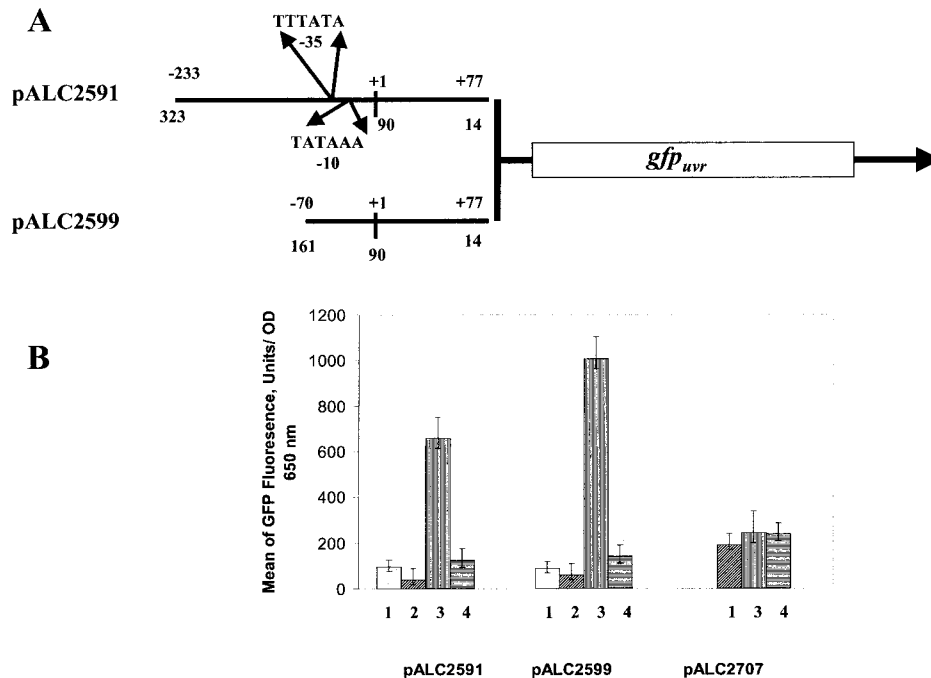 A
TTTATA
-35
-233
+1
+77
pALC2591
323
90
14
TATAAA
-10
gfp uvr
-70
+1
+77
pALC2599
161
90
14
B
Mean of GFP Fluoresence, Units/ OD
650 nm
1200
1000
800
600
400
200
0
1 2 3 4
1 2 3 4
1 3 4
pALC2591
pALC2599
pALC2707